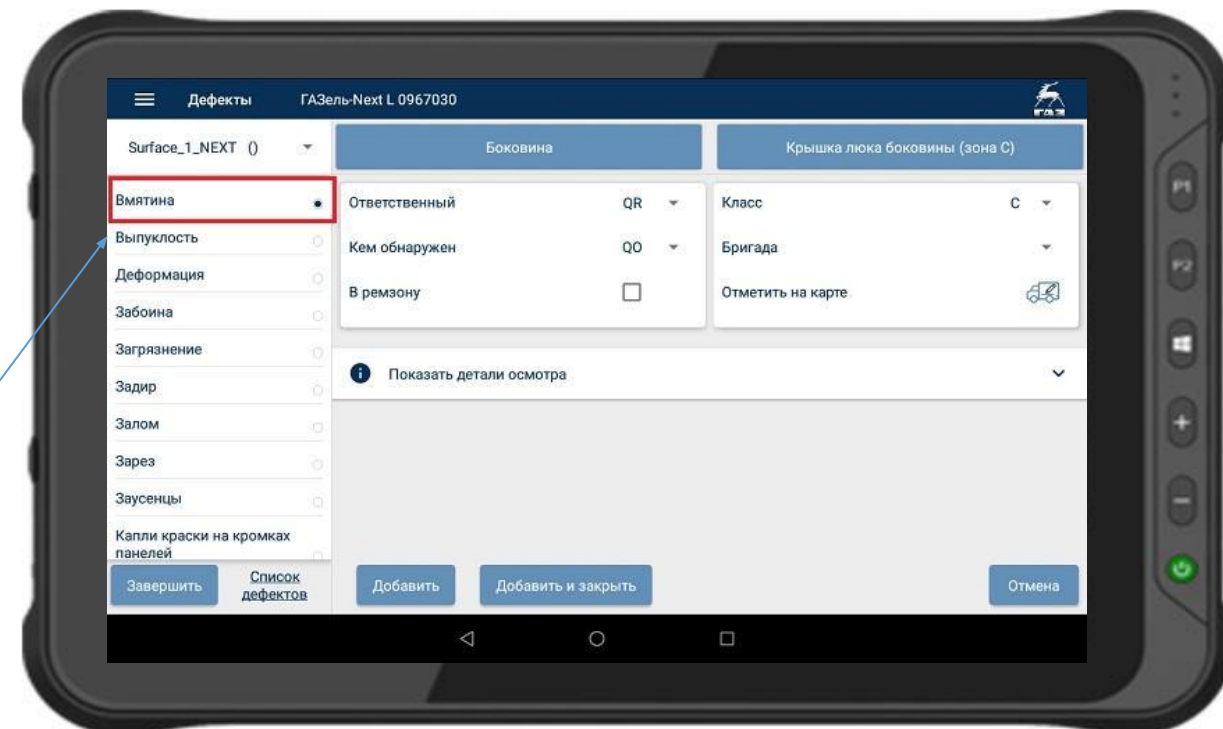 Дефекты
ГАЗель-Next L 0967030
ГАЗ
Surface_1_NEXT ()
Боковина
Крышка люка боковины (зона С)
Вмятина
Выпуклость
Деформация
Забоина
Загрязнение
Задир
Залом
Зарез
Заусенцы
Капли краски на кромках
панелей
Ответственный QR
Кем обнаружен QO
В ремзону
Класс C
Бригада
Отметить на карте
Показать детали осмотра
Завершить
Список
дефектов
Добавить
Добавить и закрыть
Отмена
P1
P2